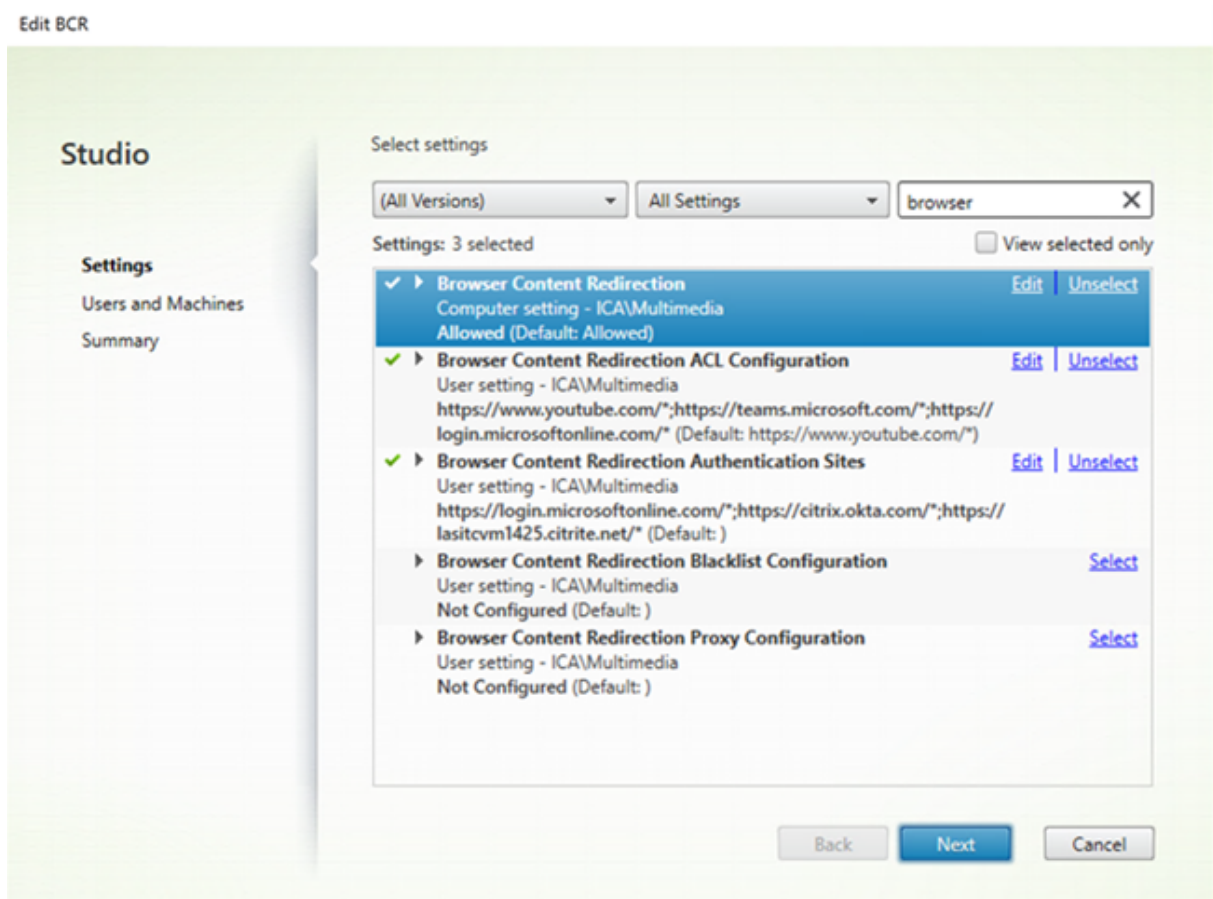 Edit BCR
Studio
Settings
Users and Machines
Summary
Select settings
(All Versions)
All Settings
browser
Settings: 3 selected
View selected only
Browser Content Redirection
Edit | Unselect
Computer setting - ICA\Multimedia
Allowed (Default: Allowed)
Browser Content Redirection ACL Configuration
Edit | Unselect
User setting - ICA\Multimedia
https://www.youtube.com/*;https://teams.microsoft.com/*;https://
login.microsoftonline.com/* (Default: https://www.youtube.com/*)
Browser Content Redirection Authentication Sites
Edit | Unselect
User setting - ICA\Multimedia
https://login.microsoftonline.com/*;https://citrix.okta.com/*;https://
lasitcvm1425.citrite.net/* (Default: )
Browser Content Redirection Blacklist Configuration
Select
User setting - ICA\Multimedia
Not Configured (Default: )
Browser Content Redirection Proxy Configuration
Select
User setting - ICA\Multimedia
Not Configured (Default: )
Back
Next
Cancel